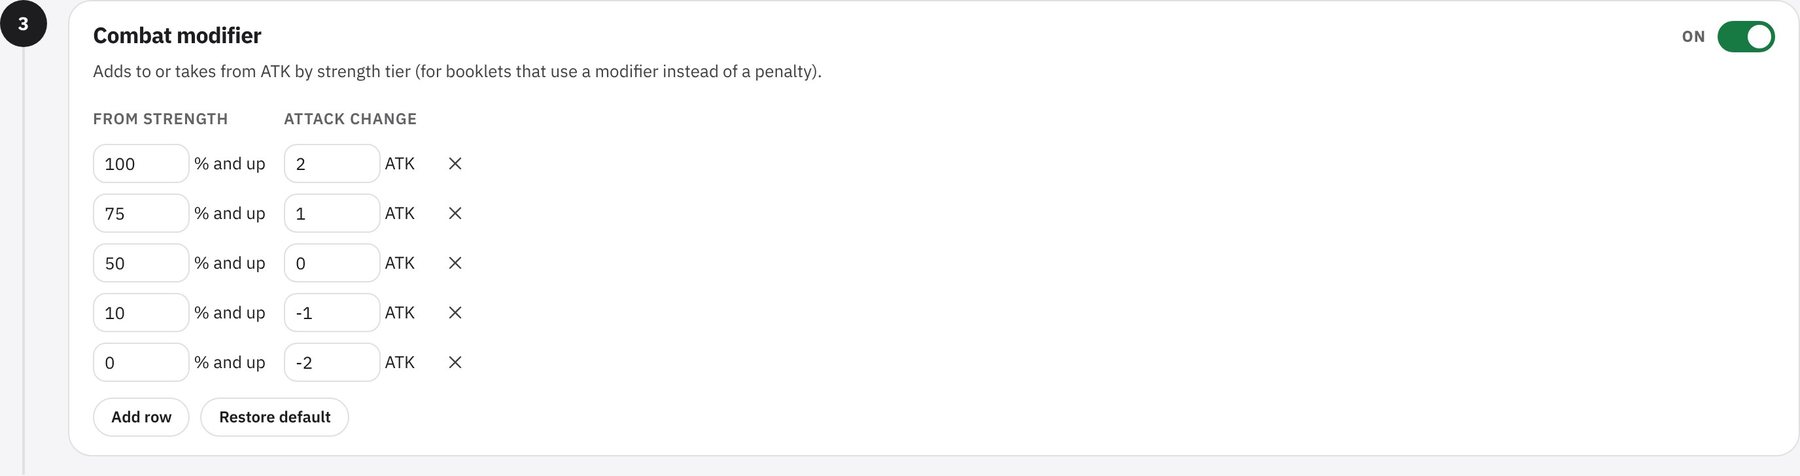 3
Combat modifier
ON
Adds to or takes from ATK by strength tier (for booklets that use a modifier instead of a penalty).
FROM STRENGTH ATTACK CHANGE
100 % and up 2 ATK ×
75 % and up 1 ATK ×
50 % and up 0 ATK ×
10 % and up -1 ATK ×
0 % and up -2 ATK ×
Add row Restore default